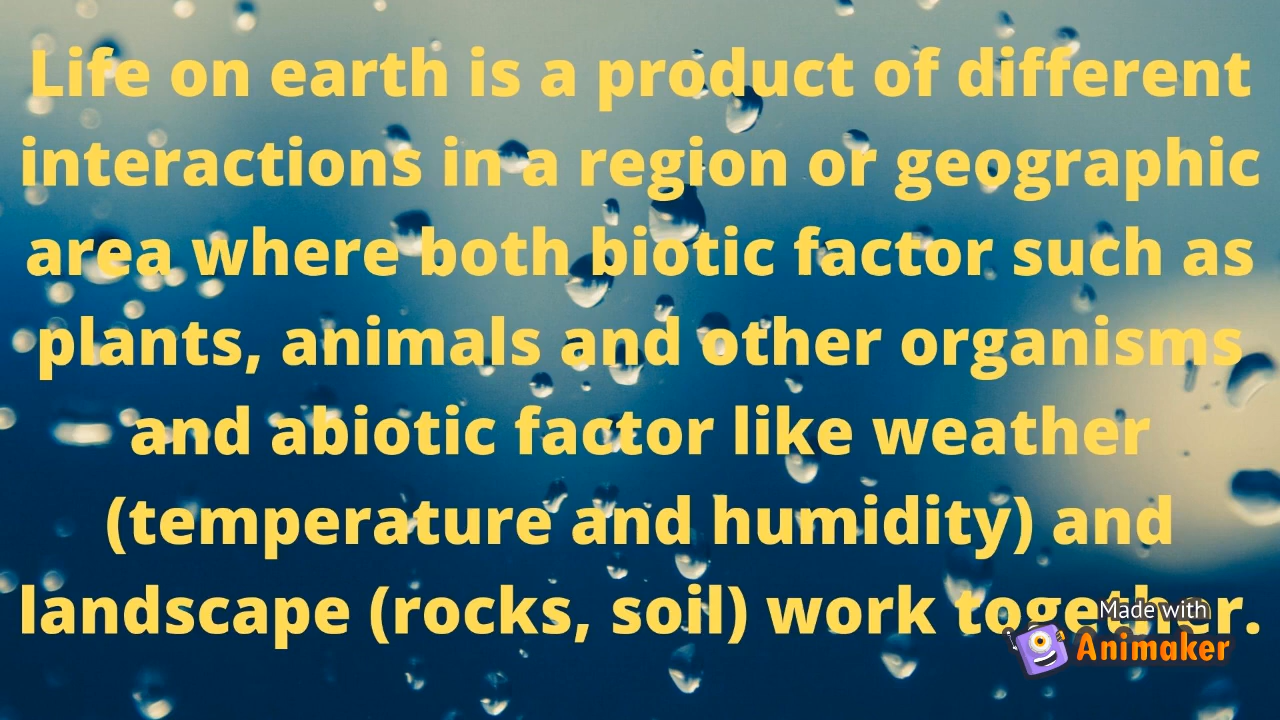 Life on earth is a product of different
interactions in a region or geographic
area where both biotic factor such as
plants, animals and other organisms
and abiotic factor like weather
(temperature and humidity) and
landscape (rocks, soil) work together.
Made with
Animaker